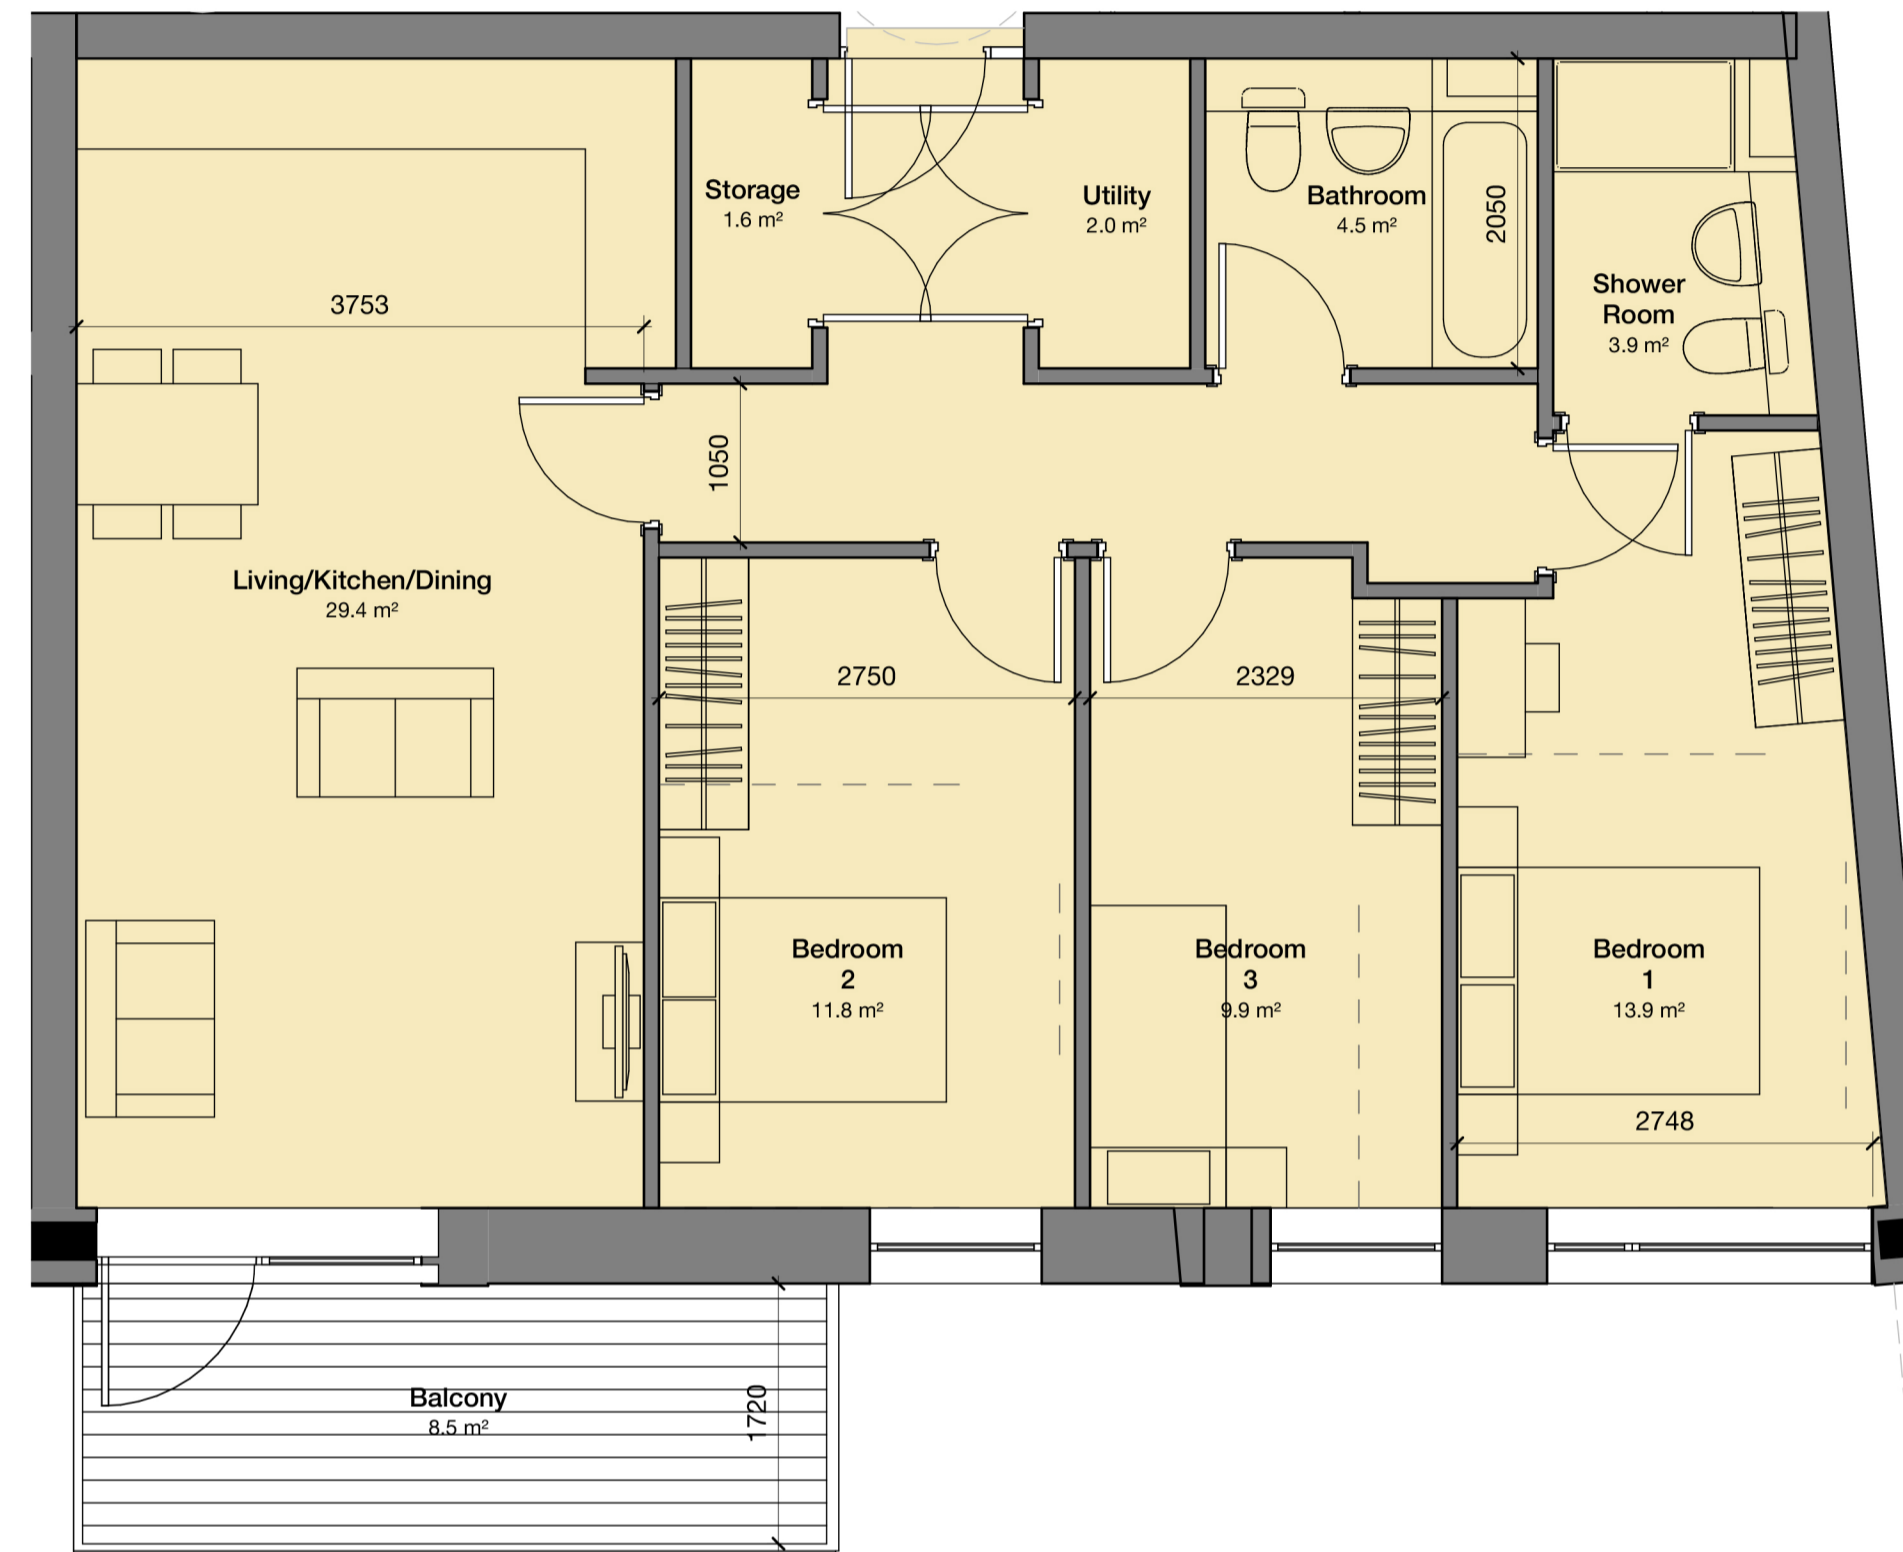 Storage
1.6 m²
Utility
2.0 m²
Bathroom
4.5 m²
2050
Shower
Room
3.9 m²
3753
1050
Living/Kitchen/Dining
29.4 m²
2750
2329
Bedroom
2
11.8 m²
Bedroom
3
9.9 m²
Bedroom
1
13.9 m²
2748
Balcony
8.5 m²
1720